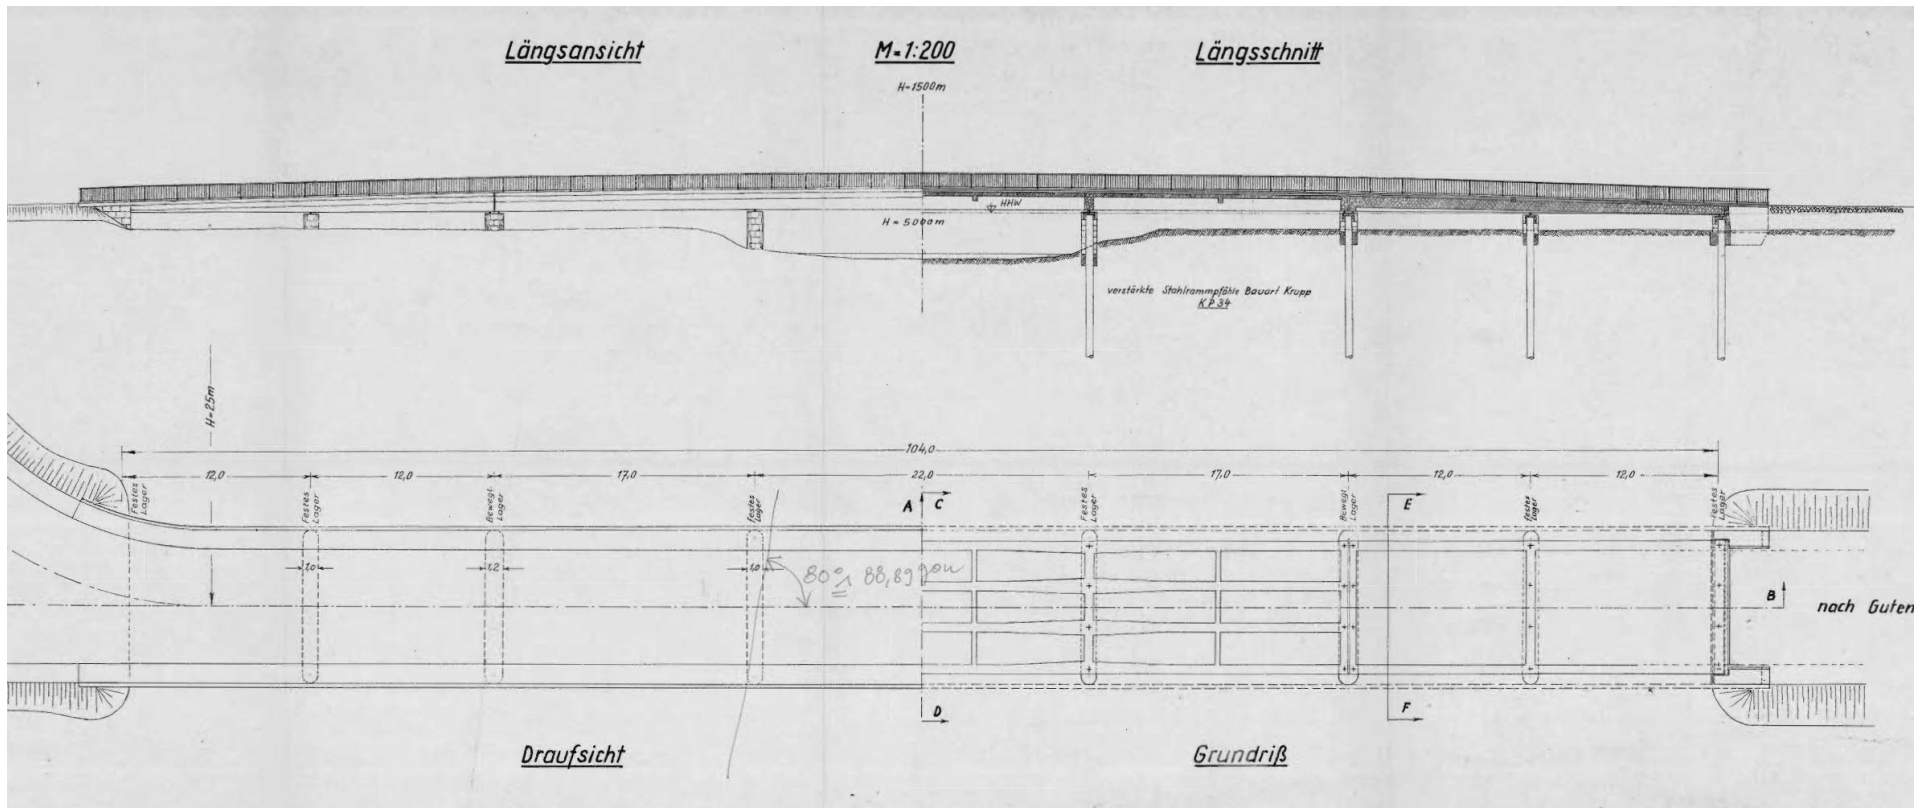 Längsansicht
M=1:200
Längsschnitt
H=1500m
HHW
H=5000m
verstärkte Stahlrammpfähle Bauart Krupp
KP34
H=25m
104,0
12,0
12,0
17,0
22,0
17,0
12,0
12,0
Festes
Lager
Festes
Lager
Bewegl.
Lager
Festes
Lager
A
C
Festes
Lager
Bewegl.
Lager
E
Festes
Lager
Festes
Lager
1,0
1,2
1,0
80° ≙ 88,89 gon
B
nach Guten
D
F
Draufsicht
Grundriß